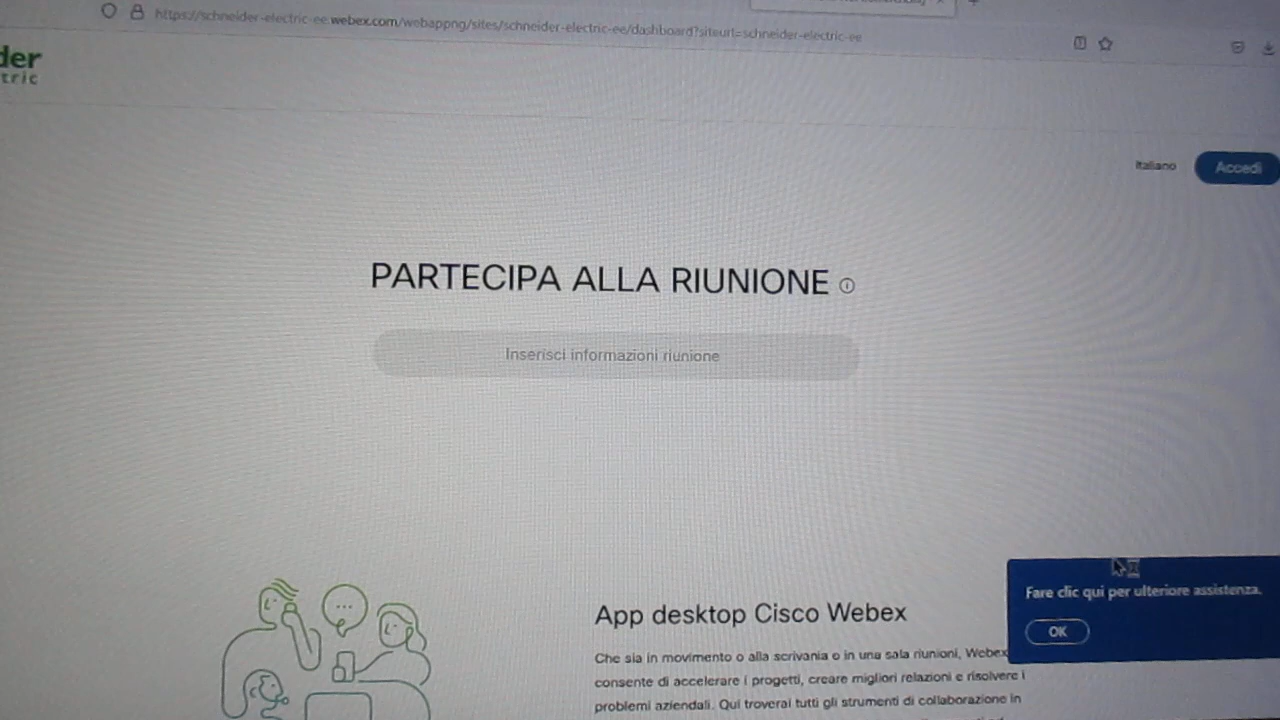 https://schneider-electric-ee.webex.com/webappng/sites/schneider-electric-ee/dashboard?siteurl=schneider-electric-ee
der
tric
Italiano
Accedi
PARTECIPA ALLA RIUNIONE
Inserisci informazioni riunione
Fare clic qui per ulteriore assistenza.
OK
App desktop Cisco Webex
Che sia in movimento o alla scrivania o in una sala riunioni, Webex
consente di accelerare i progetti, creare migliori relazioni e risolvere i
problemi aziendali. Qui troverai tutti gli strumenti di collaborazione in